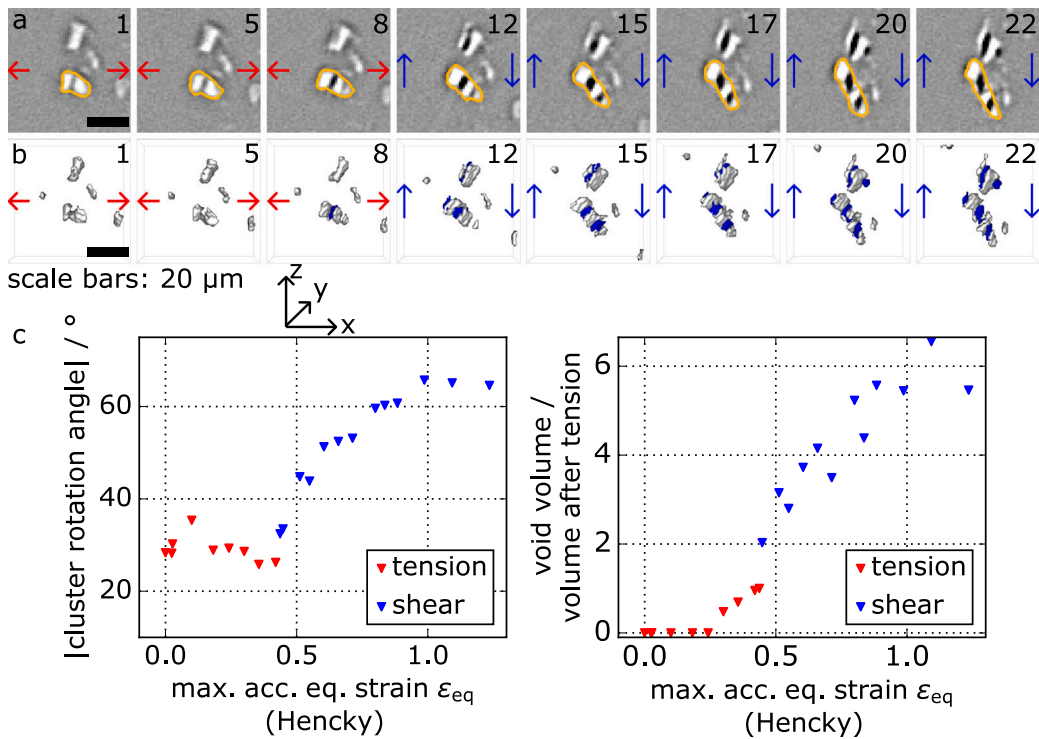 a 1 5 8 12 15 17 20 22
b 1 5 8 12 15 17 20 22
scale bars: 20 µm
z
y
x
c
|cluster rotation angle| / °
60
40
20
0.0 0.5 1.0
max. acc. eq. strain εeq
(Hencky)
tension
shear
void volume /
volume after tension
6
4
2
0
0.0 0.5 1.0
max. acc. eq. strain εeq
(Hencky)
tension
shear